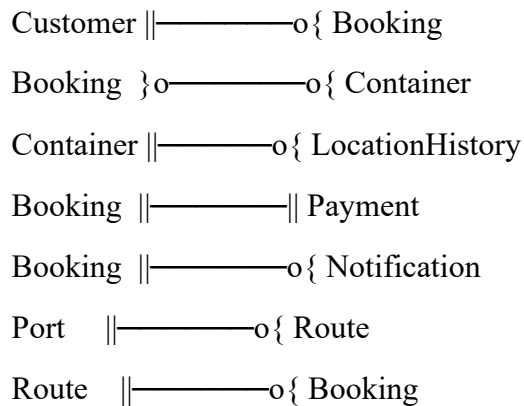 Customer ||─────────o{ Booking
Booking }o─────────o{ Container
Container ||───────o{ LocationHistory
Booking ||─────────|| Payment
Booking ||─────────o{ Notification
Port ||─────────o{ Route
Route ||─────────o{ Booking